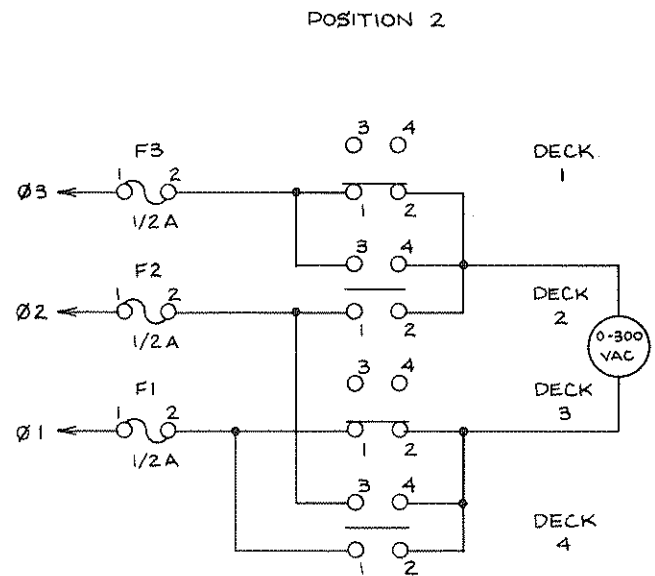 POSITION 2
3 4
DECK 1
F3
1 2
Ø3
1/2 A
1 2
3 4
F2
1 2
Ø2
1/2 A
1 2
DECK 2
0-300 VAC
3 4
DECK 3
F1
1 2
Ø1
1/2 A
1 2
3 4
DECK 4
1 2